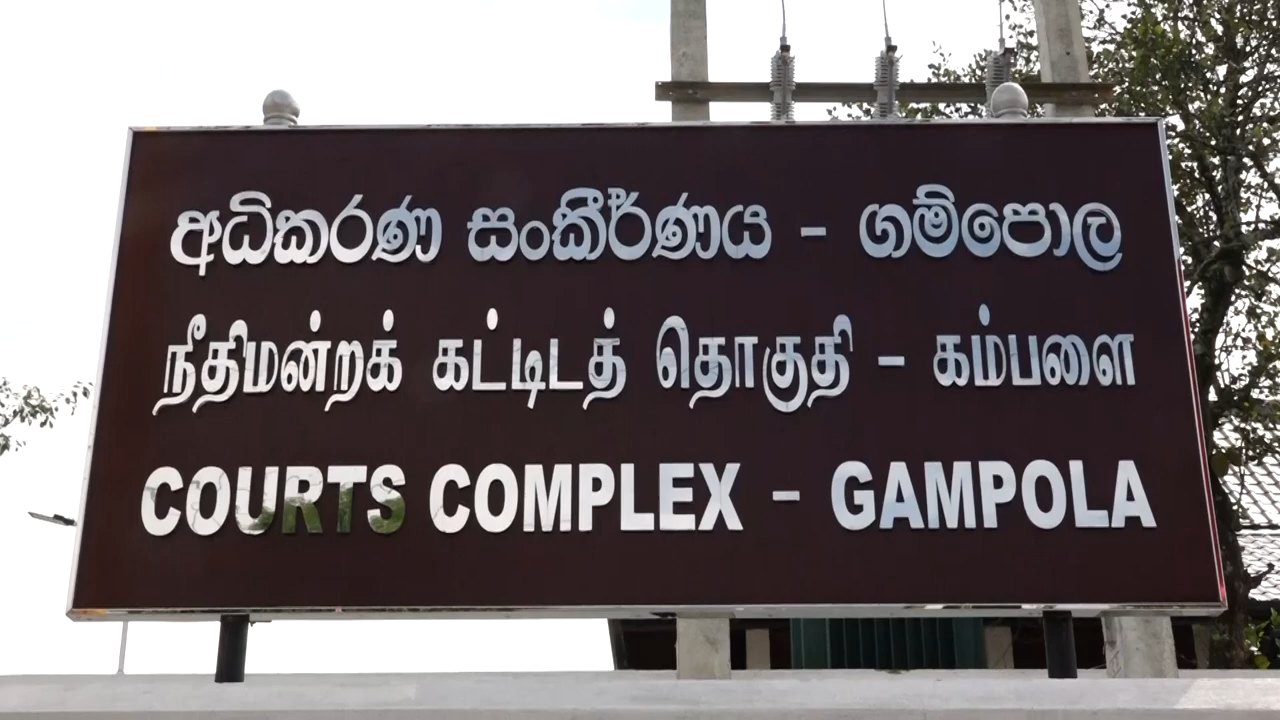 අධිකරණ සංකීර්ණය - ගම්පොල
நீதிமன்றக் கட்டிடத் தொகுதி - கம்பளை
COURTS COMPLEX - GAMPOLA